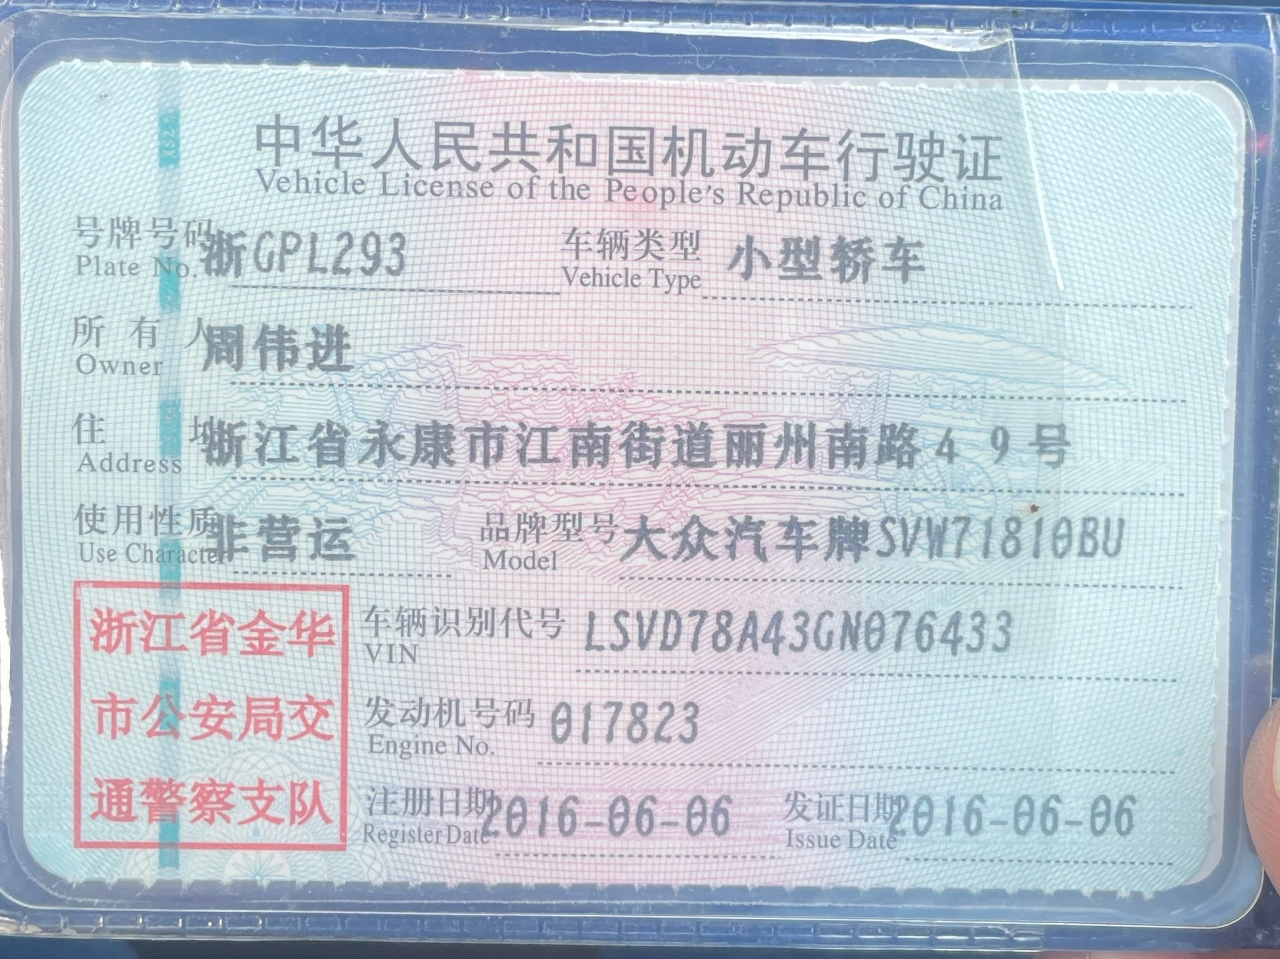 中华人民共和国机动车行驶证
Vehicle License of the People's Republic of China
号牌号码 浙GPL293 车辆类型 小型轿车
Plate No. Vehicle Type
所有人 周伟进
Owner
住址 浙江省永康市江南街道丽州南路49号
Address
使用性质 非营运 品牌型号 大众汽车牌SVW71810BU
Use Character Model
浙江省金华
市公安局交
通警察支队
车辆识别代号 LSVD78A43GN076433
VIN
发动机号码 017823
Engine No.
注册日期 2016-06-06 发证日期 2016-06-06
Register Date Issue Date